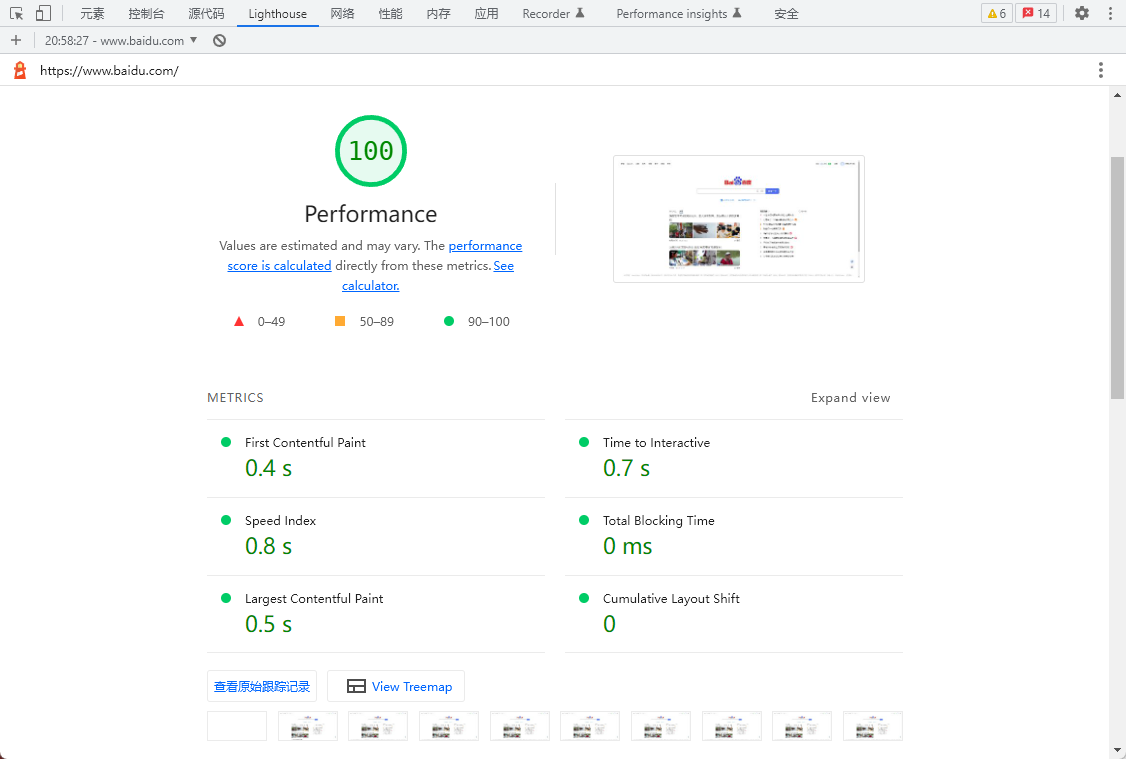 元素 控制台 源代码 Lighthouse 网络 性能 内存 应用 Recorder Performance insights 安全 6 14
20:58:27 - www.baidu.com
https://www.baidu.com/
100
Performance
Values are estimated and may vary. The performance
score is calculated directly from these metrics. See
calculator.
0–49 50–89 90–100
METRICS Expand view
First Contentful Paint Time to Interactive
0.4 s 0.7 s
Speed Index Total Blocking Time
0.8 s 0 ms
Largest Contentful Paint Cumulative Layout Shift
0.5 s 0
查看原始跟踪记录 View Treemap